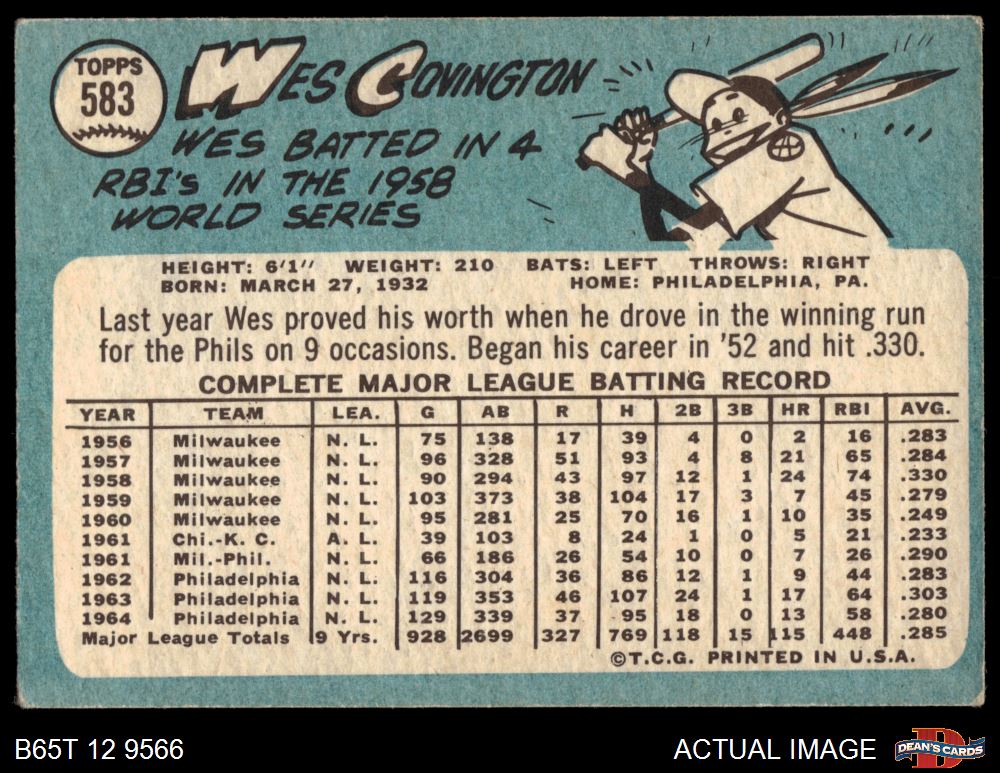 TOPPS
583
WES COVINGTON
WES BATTED IN 4
RBI's IN THE 1958
WORLD SERIES
A
HEIGHT: 6'1" WEIGHT: 210 BATS: LEFT THROWS: RIGHT
BORN: MARCH 27, 1932 HOME: PHILADELPHIA, PA.
Last year Wes proved his worth when he drove in the winning run
for the Phils on 9 occasions. Began his career in '52 and hit .330.
COMPLETE MAJOR LEAGUE BATTING RECORD
YEAR TEAM LEA. G AB R H 2B 3B HR RBI AVG.
1956 Milwaukee N. L. 75 138 17 39 4 0 2 16 .283
1957 Milwaukee N. L. 96 328 51 93 4 8 21 65 .284
1958 Milwaukee N. L. 90 294 43 97 12 1 24 74 .330
1959 Milwaukee N. L. 103 373 38 104 17 3 7 45 .279
1960 Milwaukee N. L. 95 281 25 70 16 1 10 35 .249
1961 Chi.-K. C. A. L. 39 103 8 24 1 0 5 21 .233
1961 Mil.-Phil. N. L. 66 186 26 54 10 0 7 26 .290
1962 Philadelphia N. L. 116 304 36 86 12 1 9 44 .283
1963 Philadelphia N. L. 119 353 46 107 24 1 17 64 .303
1964 Philadelphia N. L. 129 339 37 95 18 0 13 58 .280
Major League Totals 9 Yrs. 928 2699 327 769 118 15 115 448 .285
©T.C.G. PRINTED IN U.S.A.
B65T 12 9566 ACTUAL IMAGE D DEAN'S CARDS